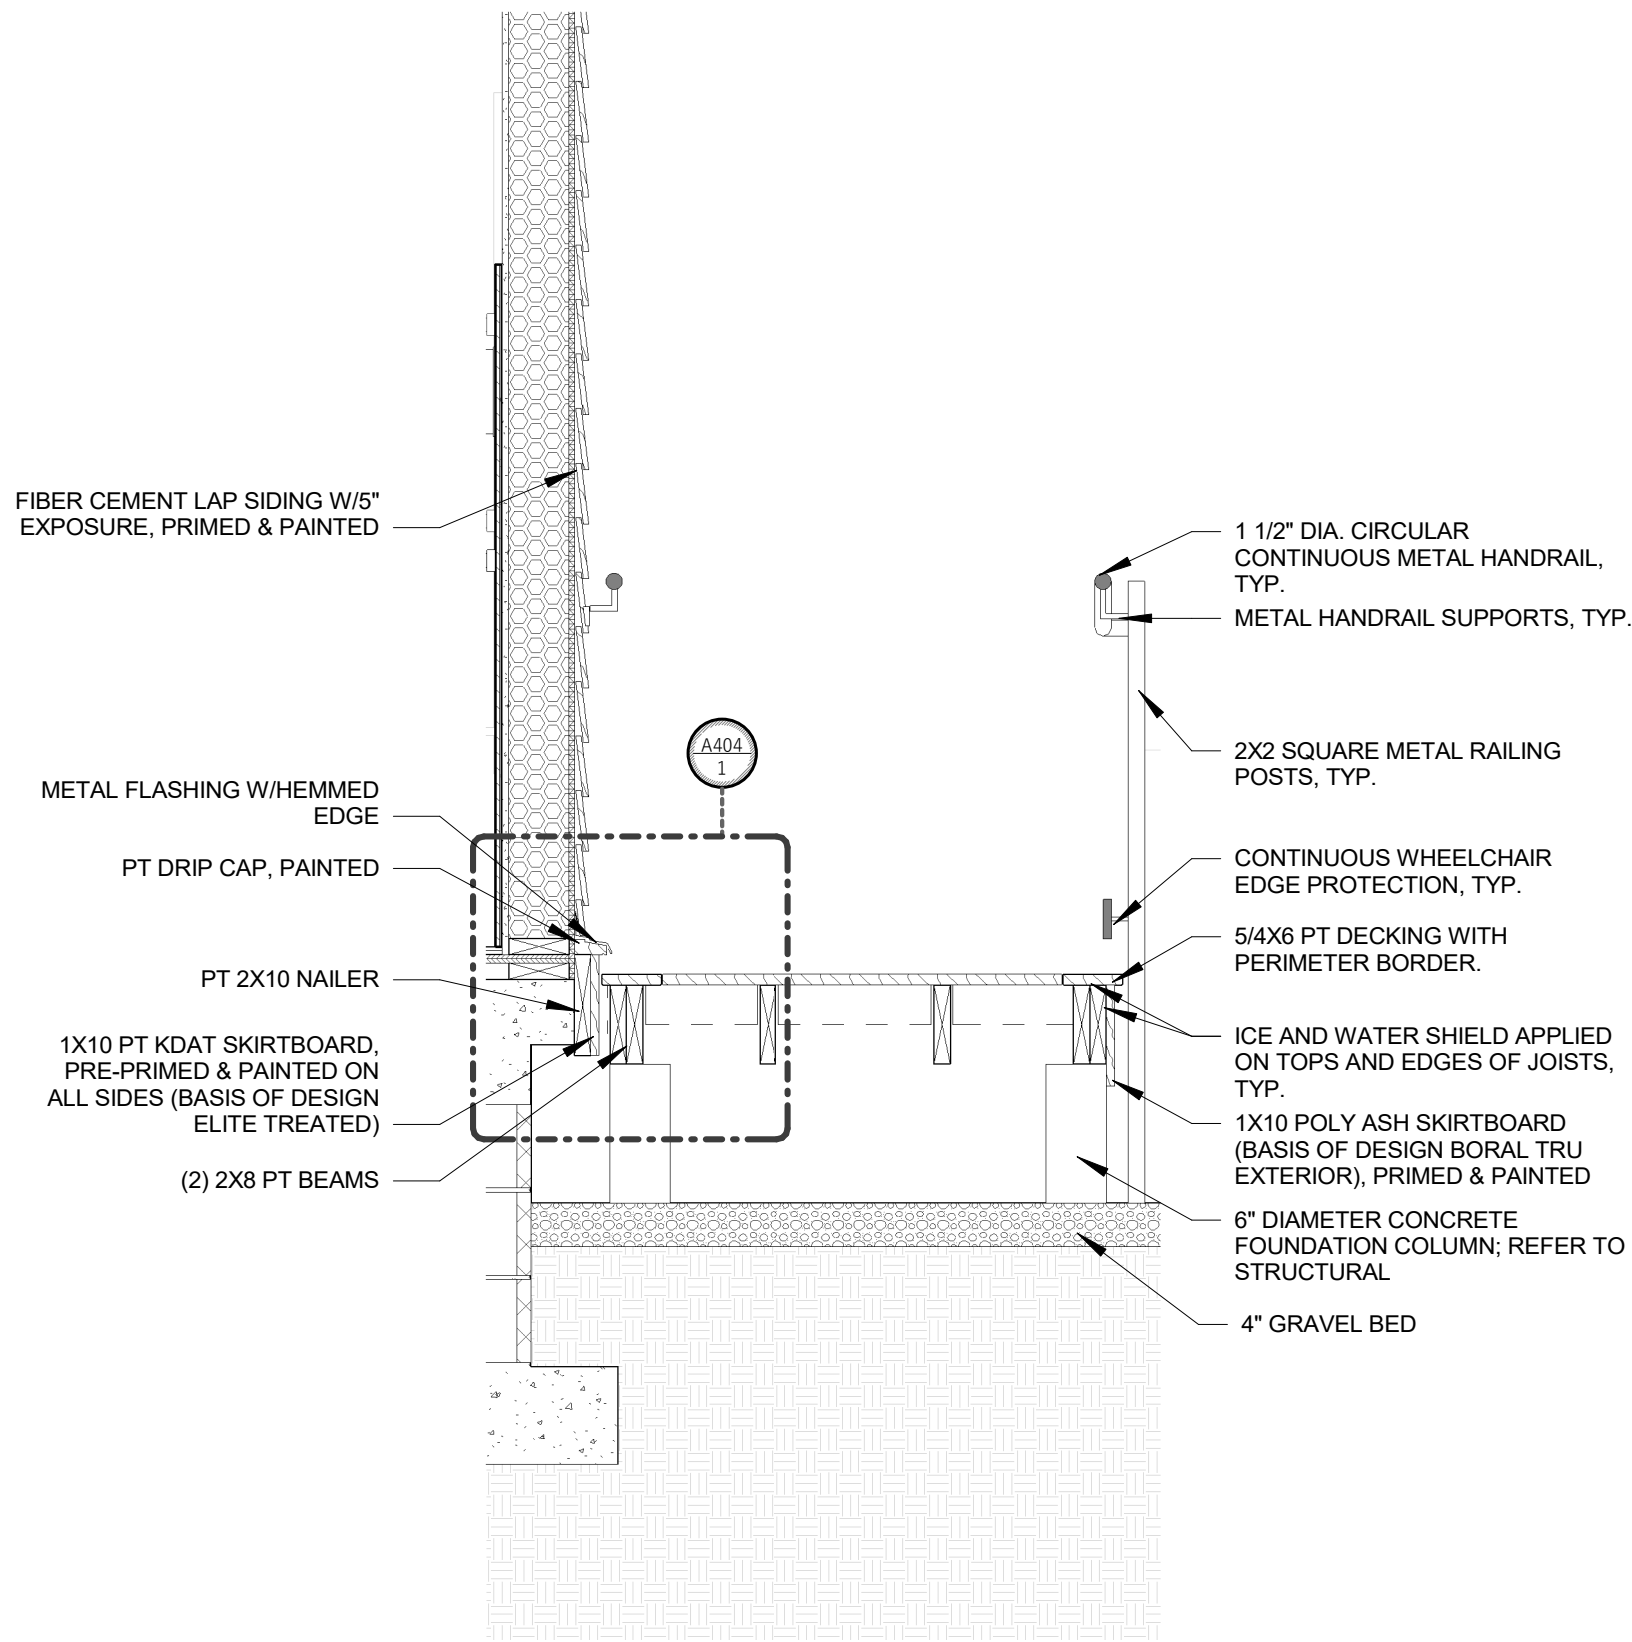 FIBER CEMENT LAP SIDING W/5"
EXPOSURE, PRIMED & PAINTED
METAL FLASHING W/HEMMED
EDGE
PT DRIP CAP, PAINTED
PT 2X10 NAILER
1X10 PT KDAT SKIRTBOARD,
PRE-PRIMED & PAINTED ON
ALL SIDES (BASIS OF DESIGN
ELITE TREATED)
(2) 2X8 PT BEAMS
A404
1
1 1/2" DIA. CIRCULAR
CONTINUOUS METAL HANDRAIL,
TYP.
METAL HANDRAIL SUPPORTS, TYP.
2X2 SQUARE METAL RAILING
POSTS, TYP.
CONTINUOUS WHEELCHAIR
EDGE PROTECTION, TYP.
5/4X6 PT DECKING WITH
PERIMETER BORDER.
ICE AND WATER SHIELD APPLIED
ON TOPS AND EDGES OF JOISTS,
TYP.
1X10 POLY ASH SKIRTBOARD
(BASIS OF DESIGN BORAL TRU
EXTERIOR), PRIMED & PAINTED
6" DIAMETER CONCRETE
FOUNDATION COLUMN; REFER TO
STRUCTURAL
4" GRAVEL BED